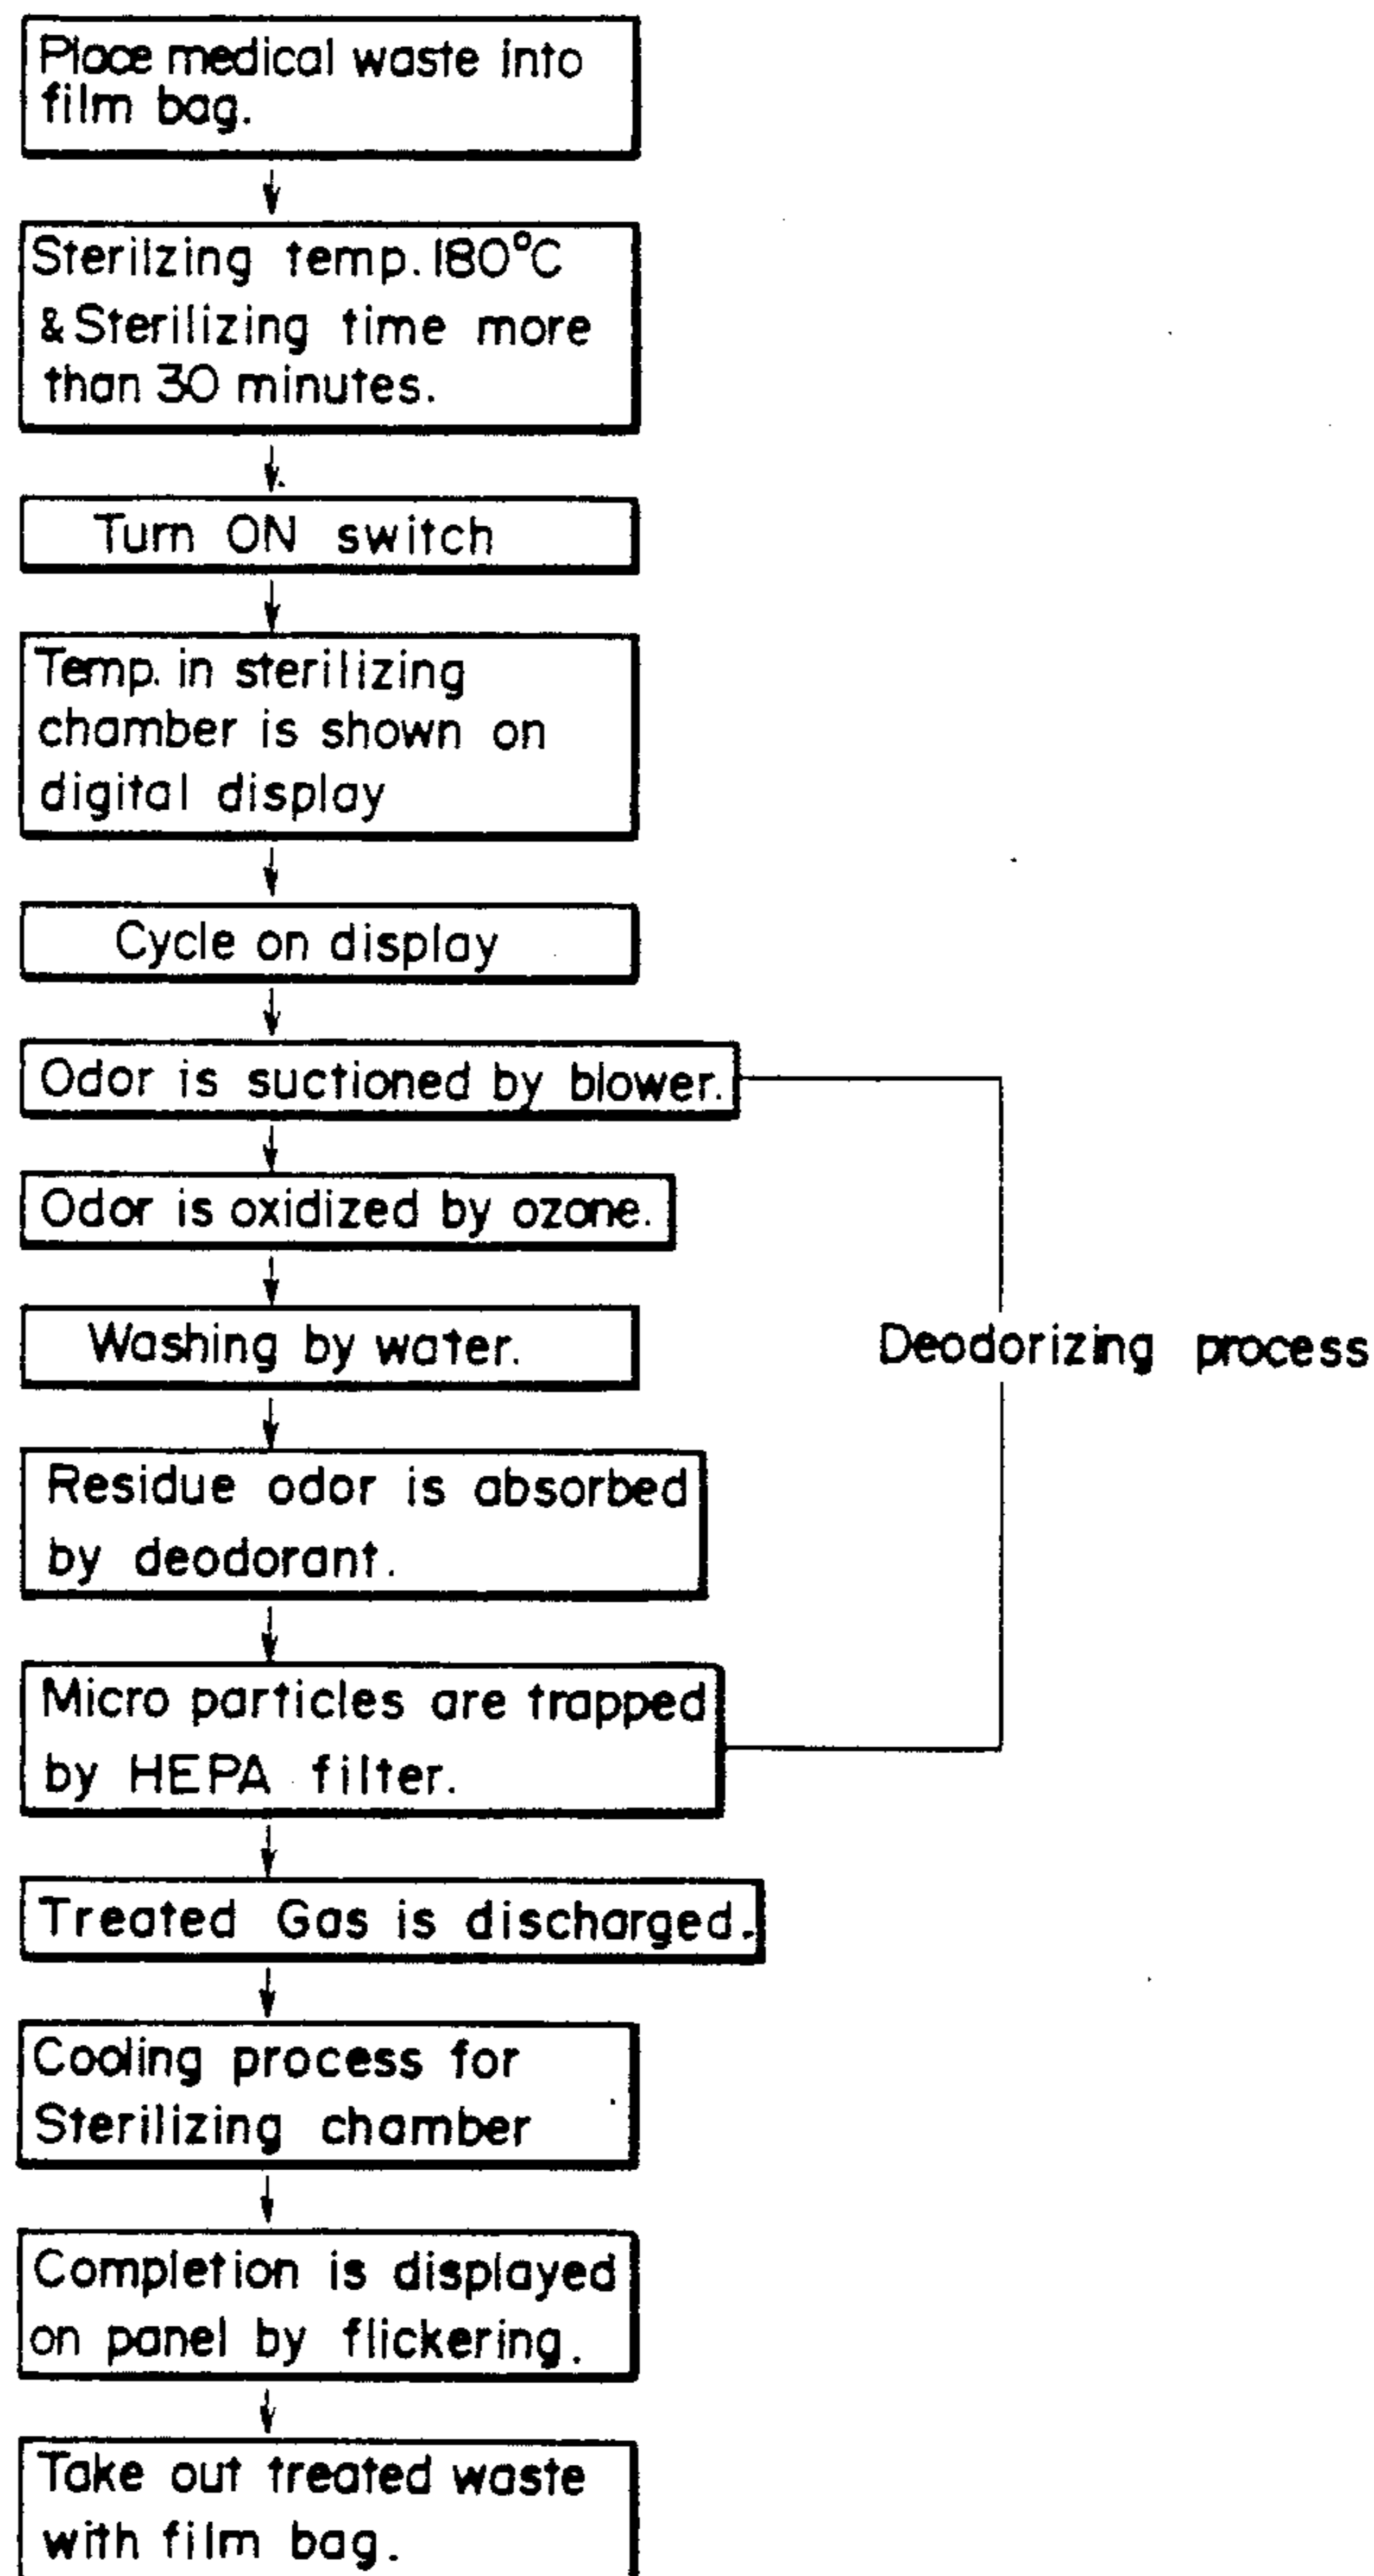 Place medical waste into
film bag.
Sterilzing temp. 180°C
& Sterilizing time more
than 30 minutes.
Turn ON switch
Temp. in sterilizing
chamber is shown on
digital display
Cycle on display
Odor is suctioned by blower.
Odor is oxidized by ozone.
Washing by water.
Deodorizing process
Residue odor is absorbed
by deodorant.
Micro particles are trapped
by HEPA filter.
Treated Gas is discharged.
Cooling process for
Sterilizing chamber
Completion is displayed
on panel by flickering.
Take out treated waste
with film bag.